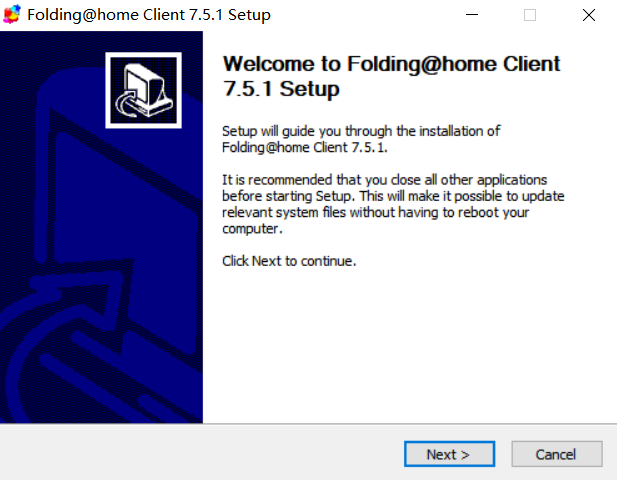 Folding@home Client 7.5.1 Setup
Welcome to Folding@home Client
7.5.1 Setup
Setup will guide you through the installation of
Folding@home Client 7.5.1.
It is recommended that you close all other applications
before starting Setup. This will make it possible to update
relevant system files without having to reboot your
computer.
Click Next to continue.
Next >
Cancel